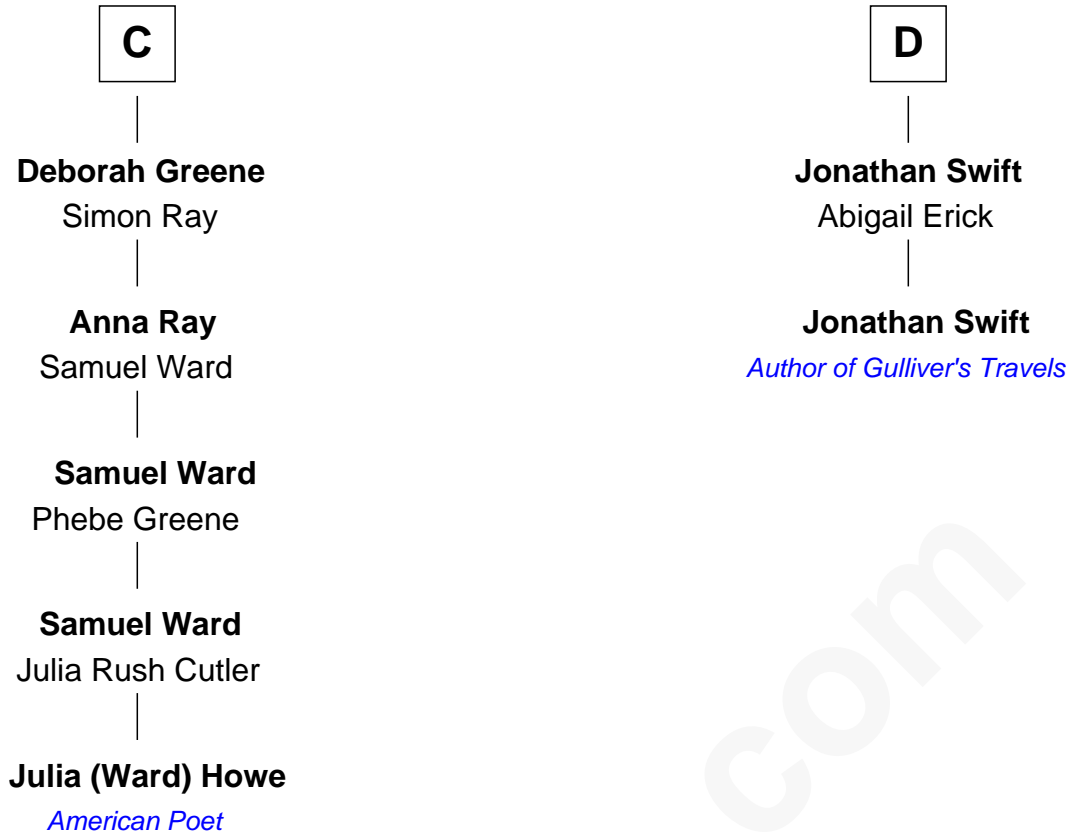 C
Deborah Greene
Simon Ray
Anna Ray
Samuel Ward
Samuel Ward
Phebe Greene
Samuel Ward
Julia Rush Cutler
Julia (Ward) Howe
American Poet
D
Jonathan Swift
Abigail Erick
Jonathan Swift
Author of Gulliver's Travels
com